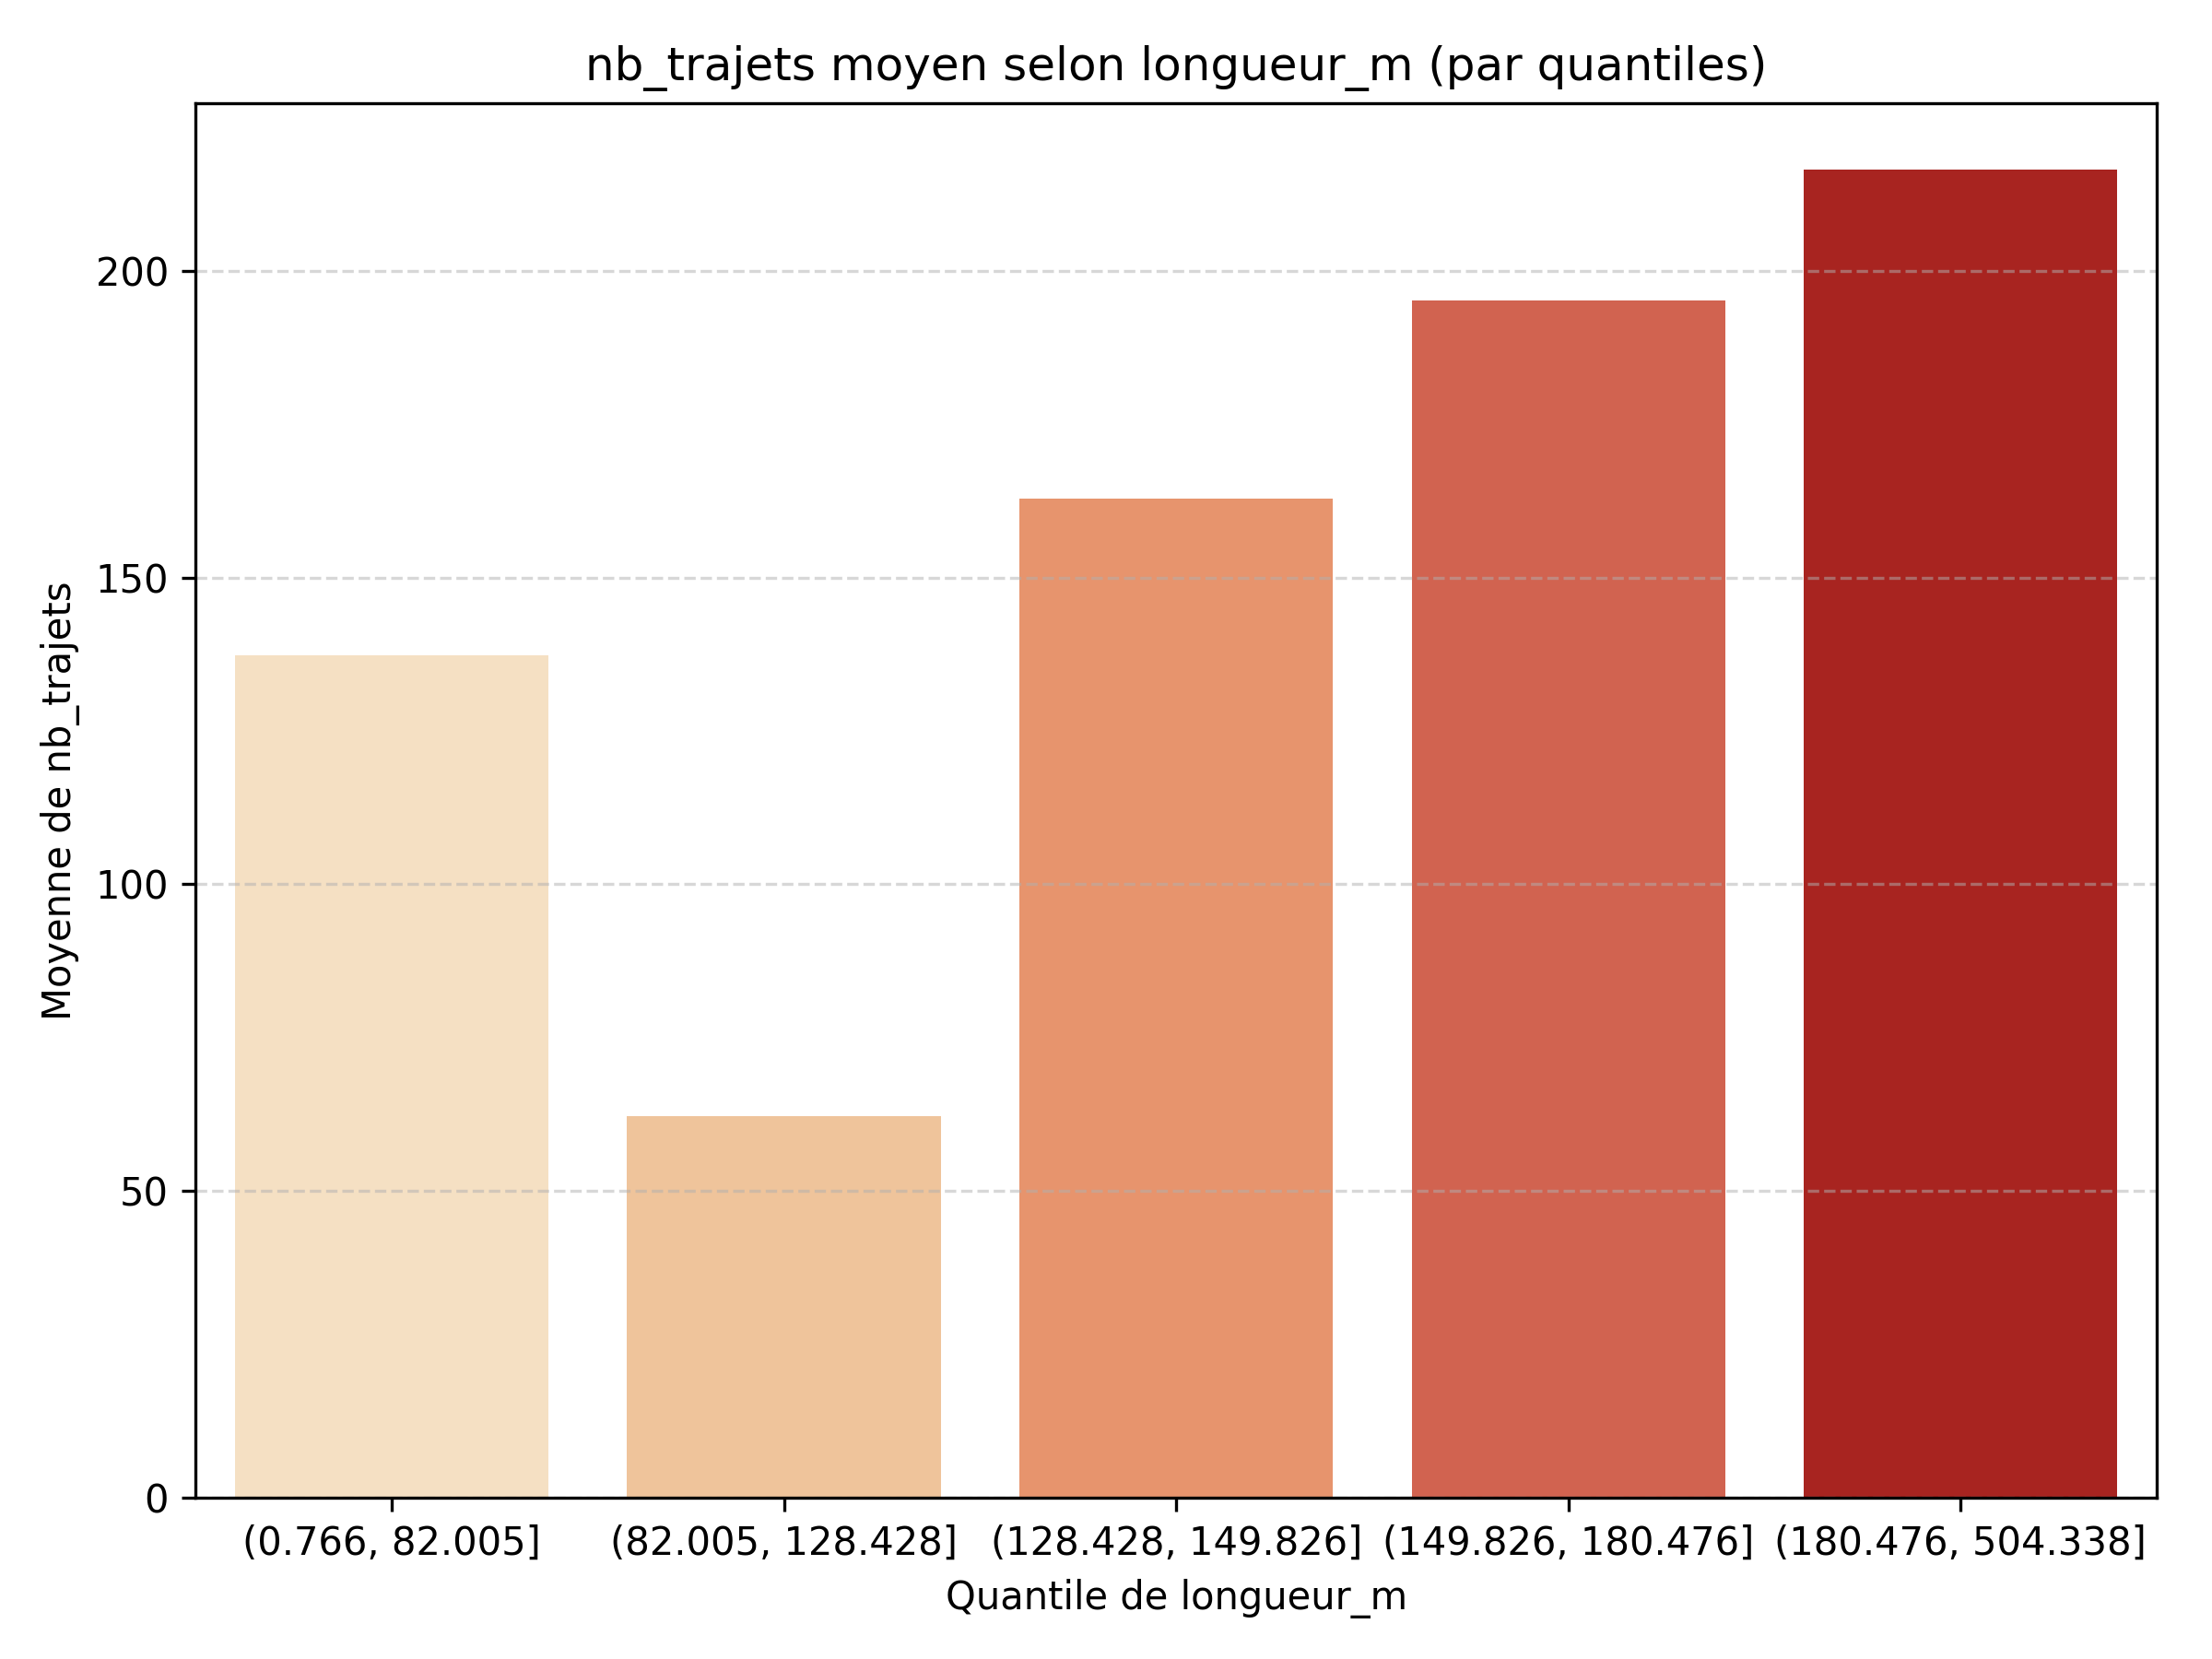 nb_trajets moyen selon longueur_m (par quantiles)
Moyenne de nb_trajets
200
150
100
50
0
(0.766, 82.005] (82.005, 128.428] (128.428, 149.826] (149.826, 180.476] (180.476, 504.338]
Quantile de longueur_m